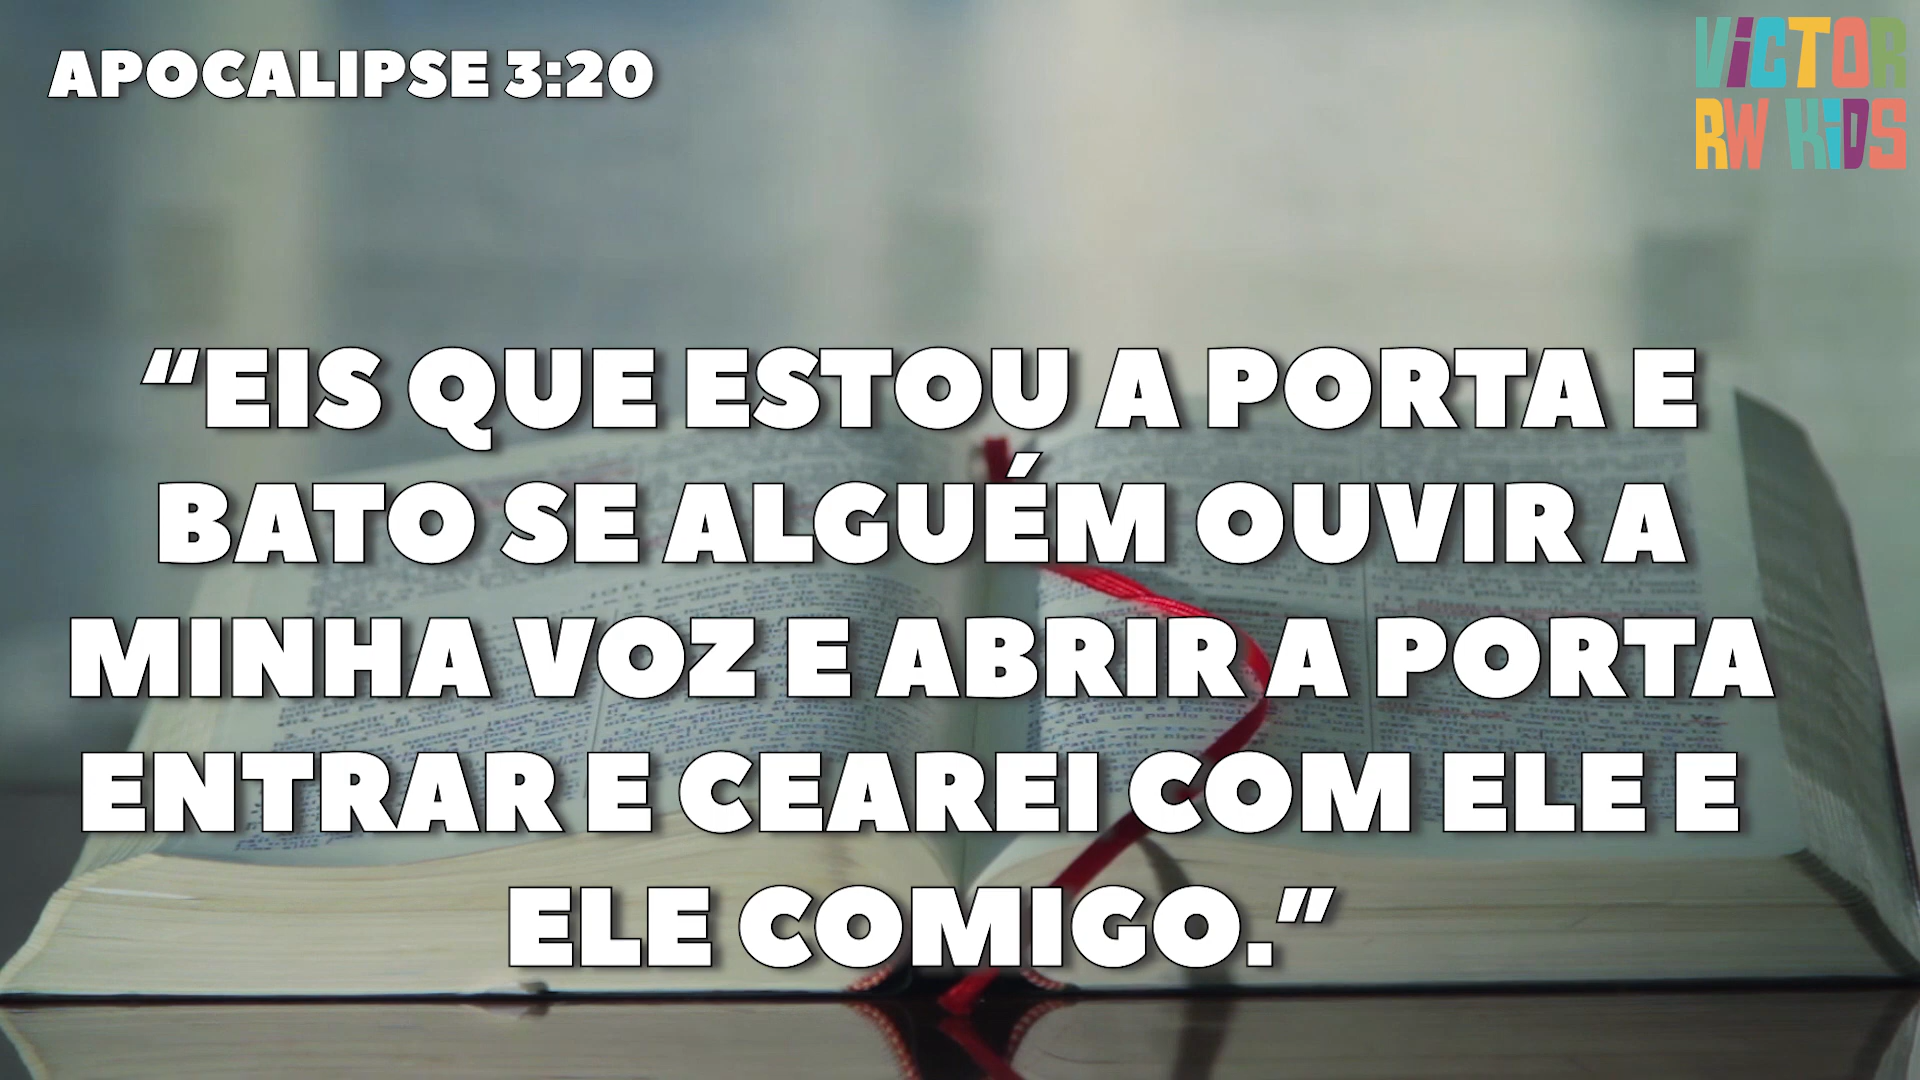 APOCALIPSE 3:20
VICTOR
RW KIDS
“EIS QUE ESTOU A PORTA E
BATO SE ALGUÉM OUVIR A
MINHA VOZ E ABRIR A PORTA
ENTRAR E CEAREI COM ELE E
ELE COMIGO.”